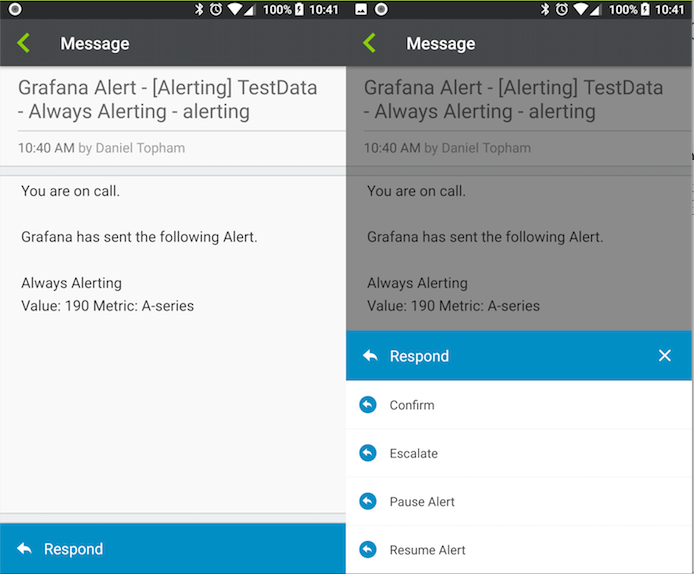 100% 10:41
Message
Grafana Alert - [Alerting] TestData
- Always Alerting - alerting
10:40 AM by Daniel Topham
You are on call.
Grafana has sent the following Alert.
Always Alerting
Value: 190 Metric: A-series
Respond
100% 10:41
Message
Grafana Alert - [Alerting] TestData
- Always Alerting - alerting
10:40 AM by Daniel Topham
You are on call.
Grafana has sent the following Alert.
Always Alerting
Value: 190 Metric: A-series
Respond
Confirm
Escalate
Pause Alert
Resume Alert